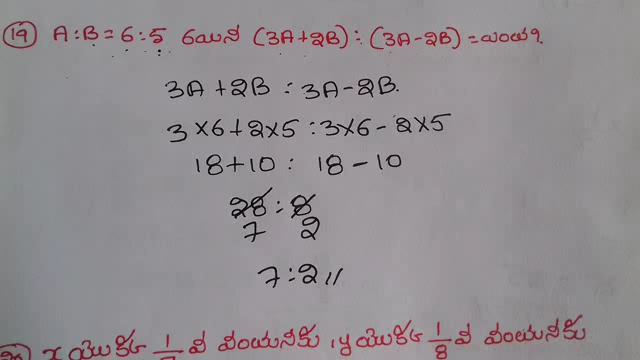 19) A:B=6:5 అయిన (3A+2B):(3A-2B)=ఎంత?
3A+2B : 3A-2B.
3×6+2×5:3×6-2×5
18+10 : 18-10
28:8
7 2
7:2//
x యొక్క 1/ వ వంతునకు, y యొక్క 1/8 వ వంతునకు